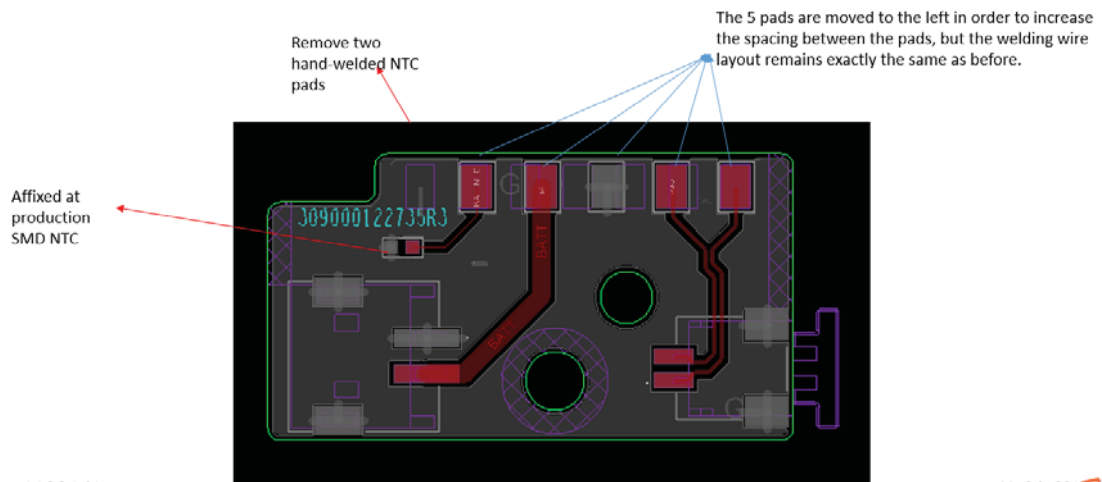 The 5 pads are moved to the left in order to increase
the spacing between the pads, but the welding wire
layout remains exactly the same as before.
Remove two
hand-welded NTC
pads
Affixed at
production
SMD NTC
J09000122735RJ
BATT
BATT